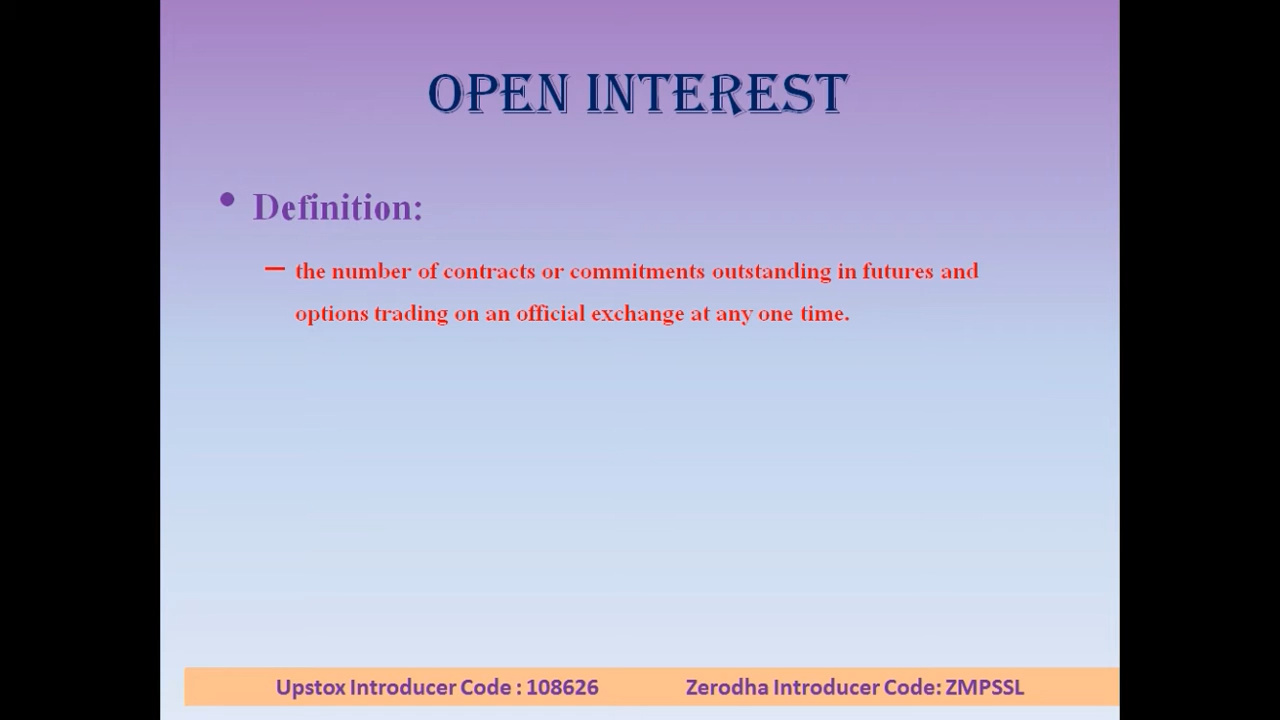 OPEN INTEREST
• Definition:
– the number of contracts or commitments outstanding in futures and
options trading on an official exchange at any one time.
Upstox Introducer Code : 108626 Zerodha Introducer Code: ZMPSSL